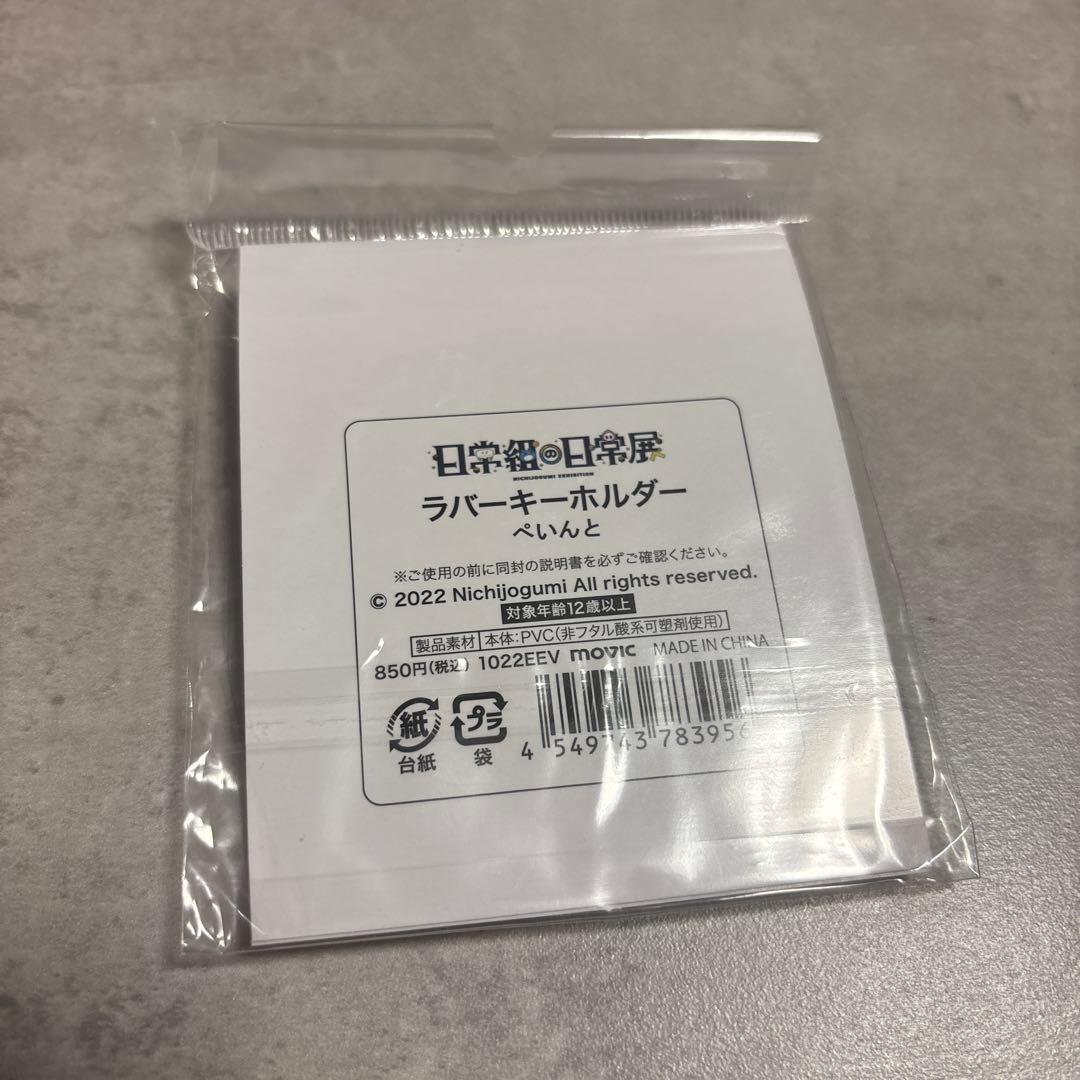 日常組の日常展
NICHIJOGUMI EXHIBITION
ラバーキーホルダー
ぺいんと
※ご使用の前に同封の説明書を必ずご確認ください。
© 2022 Nichijogumi All rights reserved.
対象年齢12歳以上
製品素材 本体:PVC(非フタル酸系可塑剤使用)
850円(税込) 1022EEV movic MADE IN CHINA
紙 プラ
台紙 袋
4 549743 783956